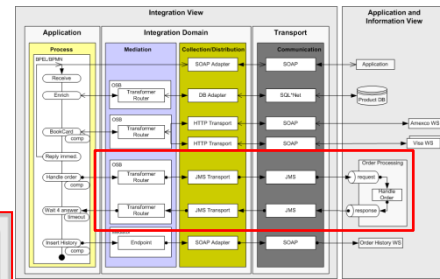 Integration View
Application and
Information View
Application
Integration Domain
Transport
Process
Mediation
Collection/Distribution
Communication
BPEL/BPMN
SOAP Adapter
SOAP
Application
Receive
OSB
Enrich
Transformer
Router
DB Adapter
SQL*Net
Product DB
OSB
HTTP Transport
SOAP
Amexco WS
BookCard
comp
Transformer
Router
HTTP Transport
SOAP
Visa WS
Reply immed.
OSB
Order Processing
Handle order
comp
Transformer
Router
JMS Transport
JMS
request
Handle
Order
Wait 4 answer
timeout
Transformer
Router
JMS Transport
JMS
response
Insert History
comp
Endpoint
SOAP Adapter
SOAP
Order History WS